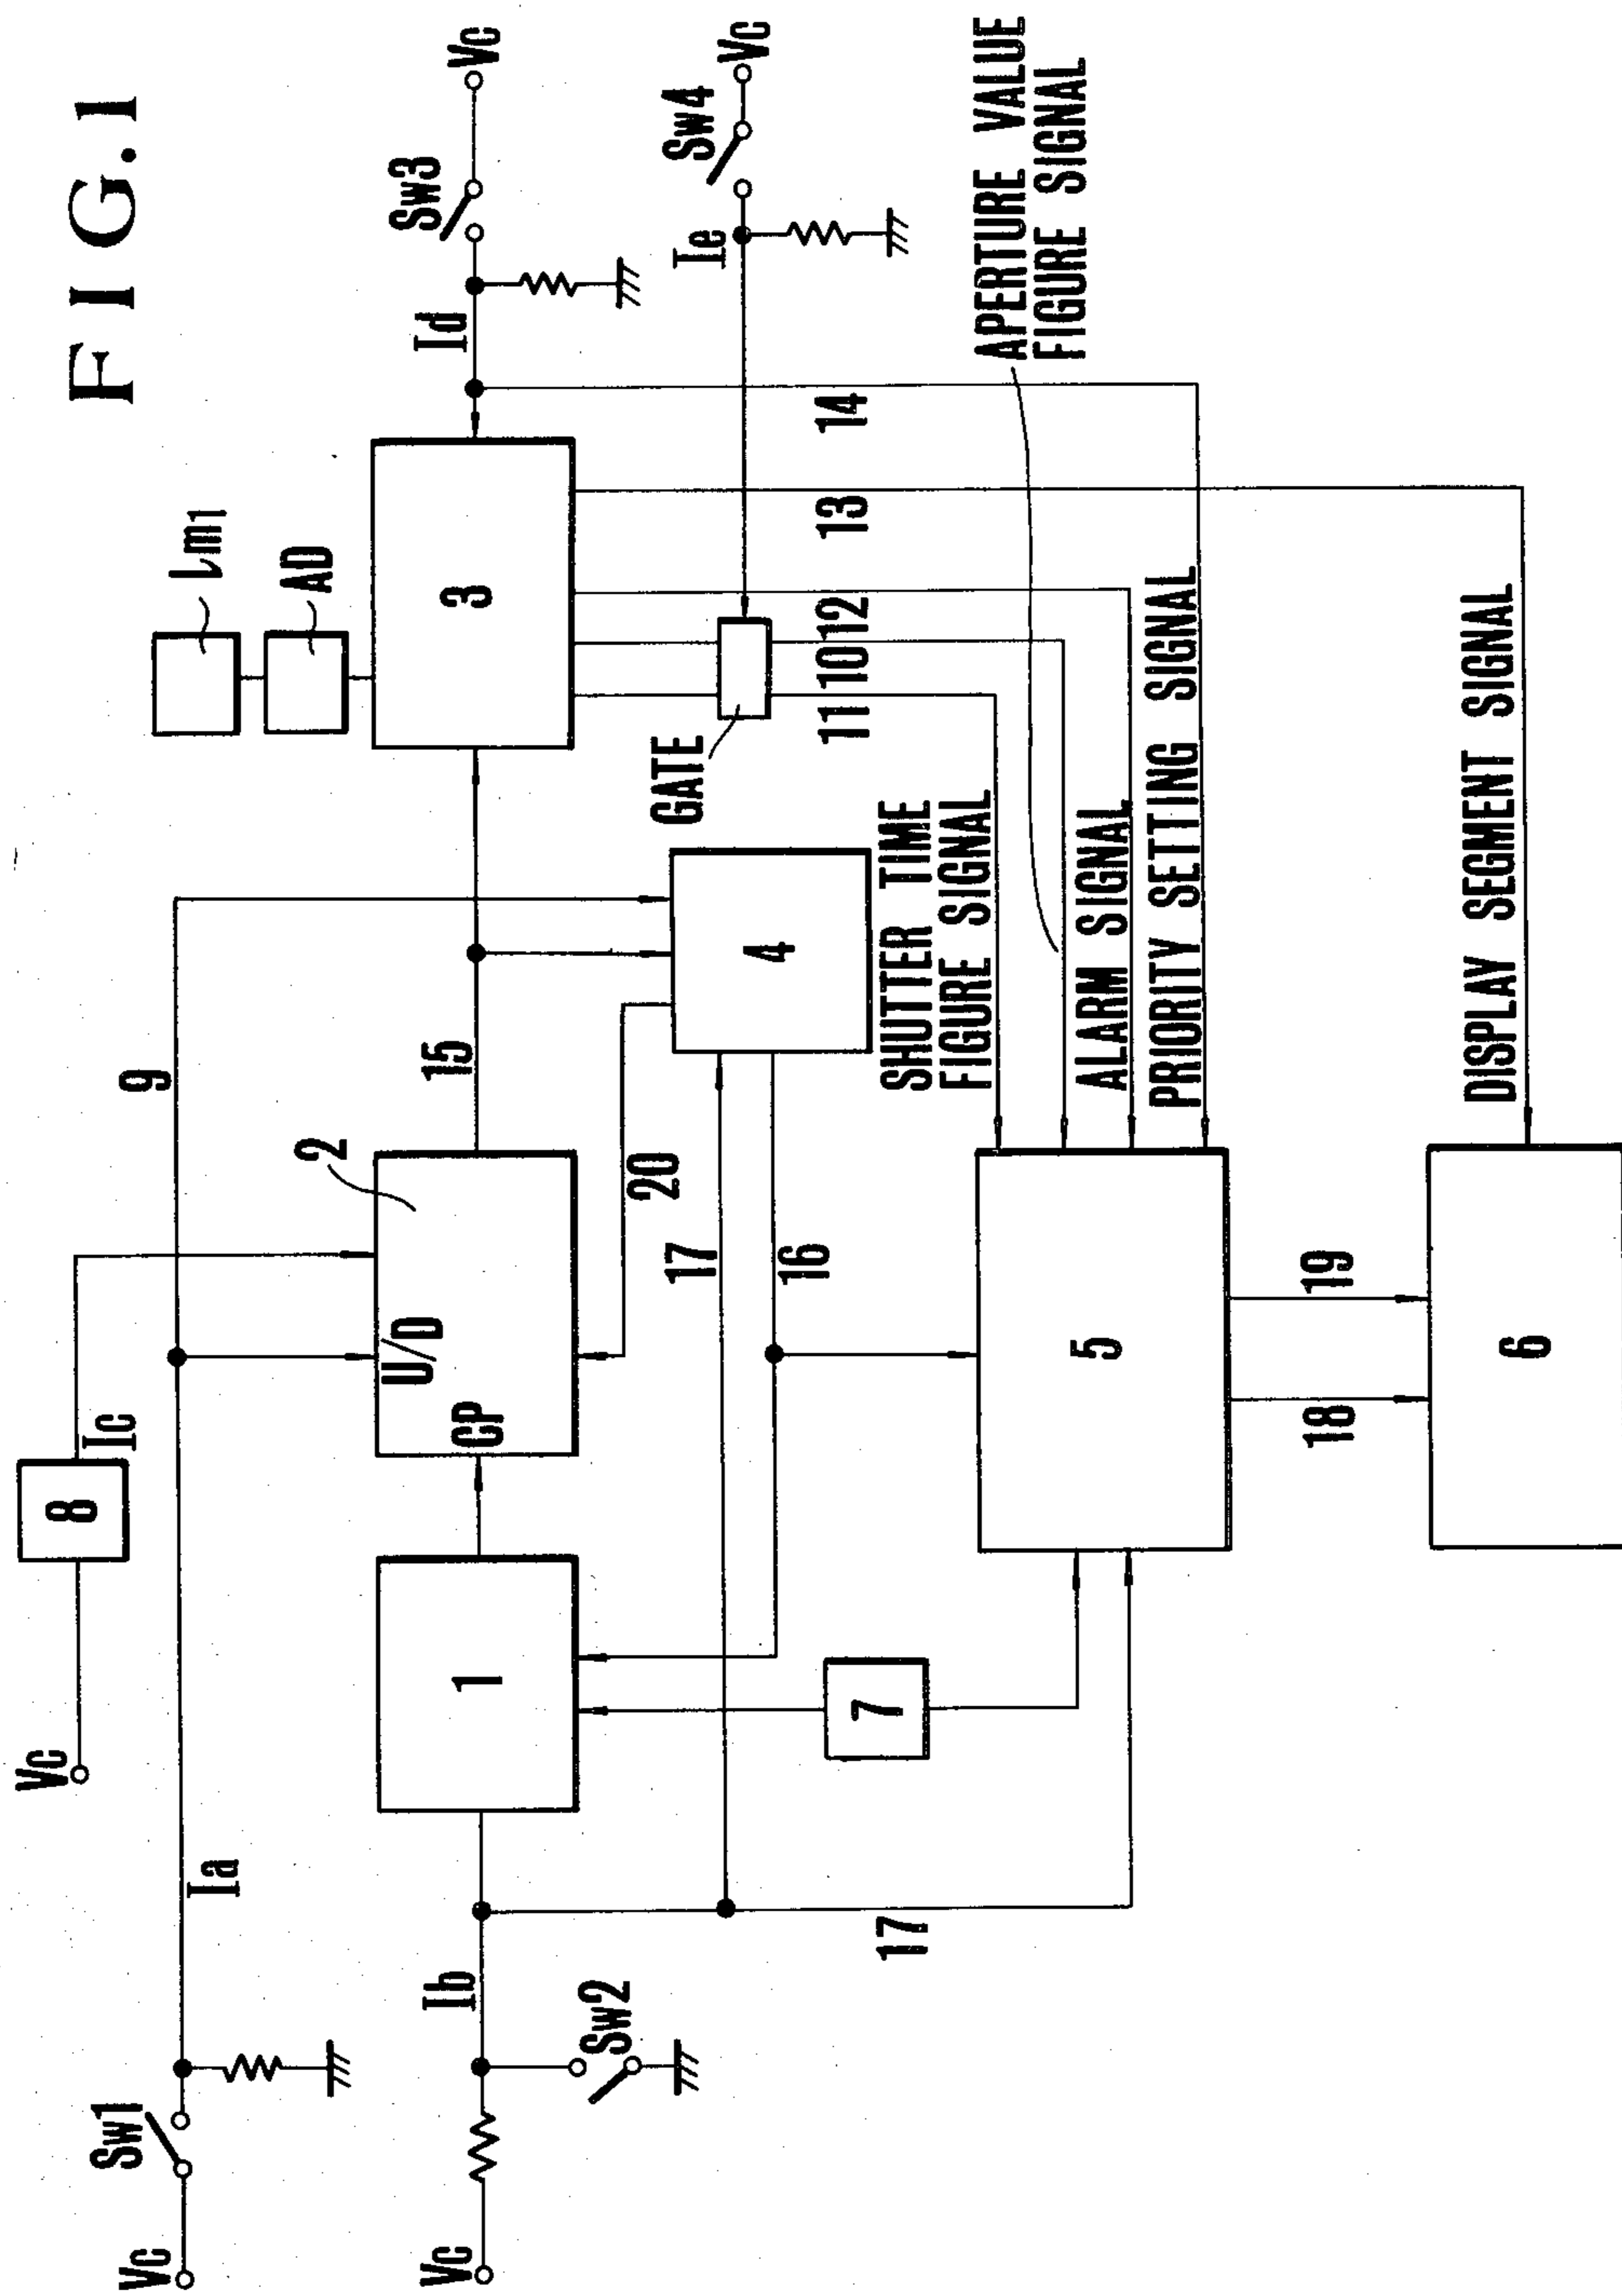 FIG.1
Vc
8
Ic
9
Sw1
Ia
Vc
Vc
Ib
Sw2
1
CP
U/D
2
15
20
17
16
4
lm1
AD
3
Id
Sw3
Vc
Ie
Sw4
Vc
GATE
11
10
12
13
14
7
17
5
SHUTTER TIME
FIGURE SIGNAL
APERTURE VALUE
FIGURE SIGNAL
ALARM SIGNAL
PRIORITY SETTING SIGNAL
18
19
6
DISPLAY SEGMENT SIGNAL